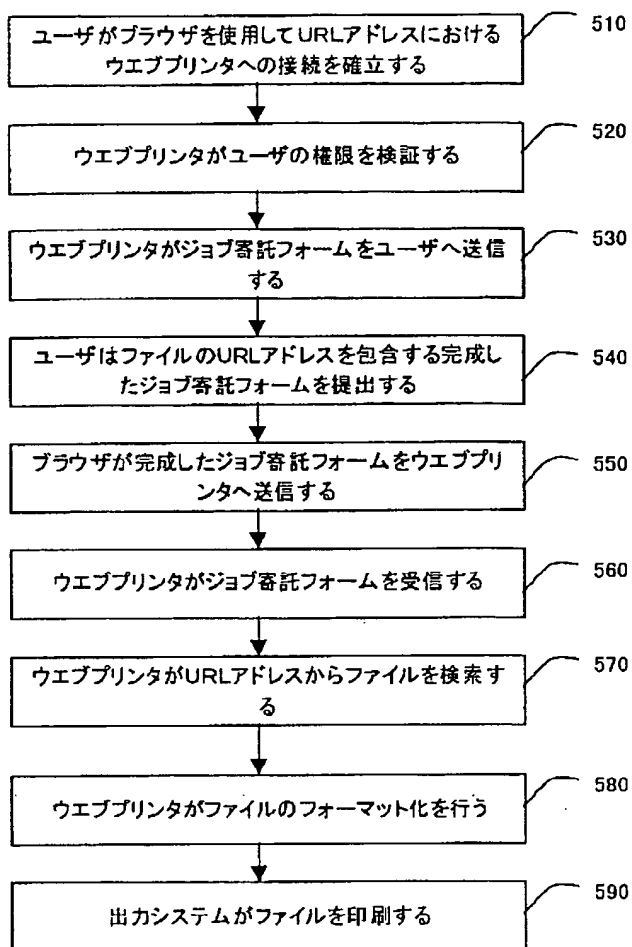 ユーザがブラウザを使用してURLアドレスにおける
ウエブプリンタへの接続を確立する
510
ウエブプリンタがユーザの権限を検証する
520
ウエブプリンタがジョブ寄託フォームをユーザへ送信
する
530
ユーザはファイルのURLアドレスを包含する完成し
たジョブ寄託フォームを提出する
540
ブラウザが完成したジョブ寄託フォームをウエブプリ
ンタへ送信する
550
ウエブプリンタがジョブ寄託フォームを受信する
560
ウエブプリンタがURLアドレスからファイルを検索す
る
570
ウエブプリンタがファイルのフォーマット化を行う
580
出力システムがファイルを印刷する
590